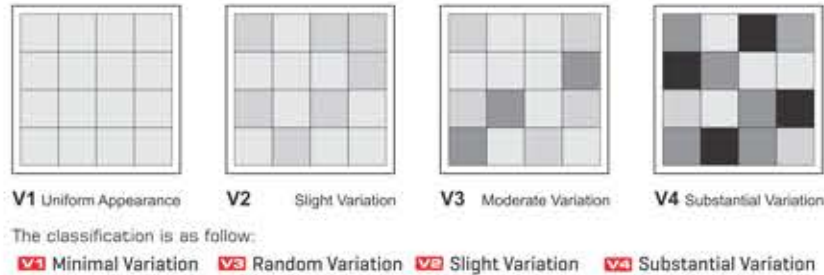 V1 Uniform Appearance
V2 Slight Variation
V3 Moderate Variation
V4 Substantial Variation
The classification is as follow:
V1 Minimal Variation V3 Random Variation V2 Slight Variation V4 Substantial Variation